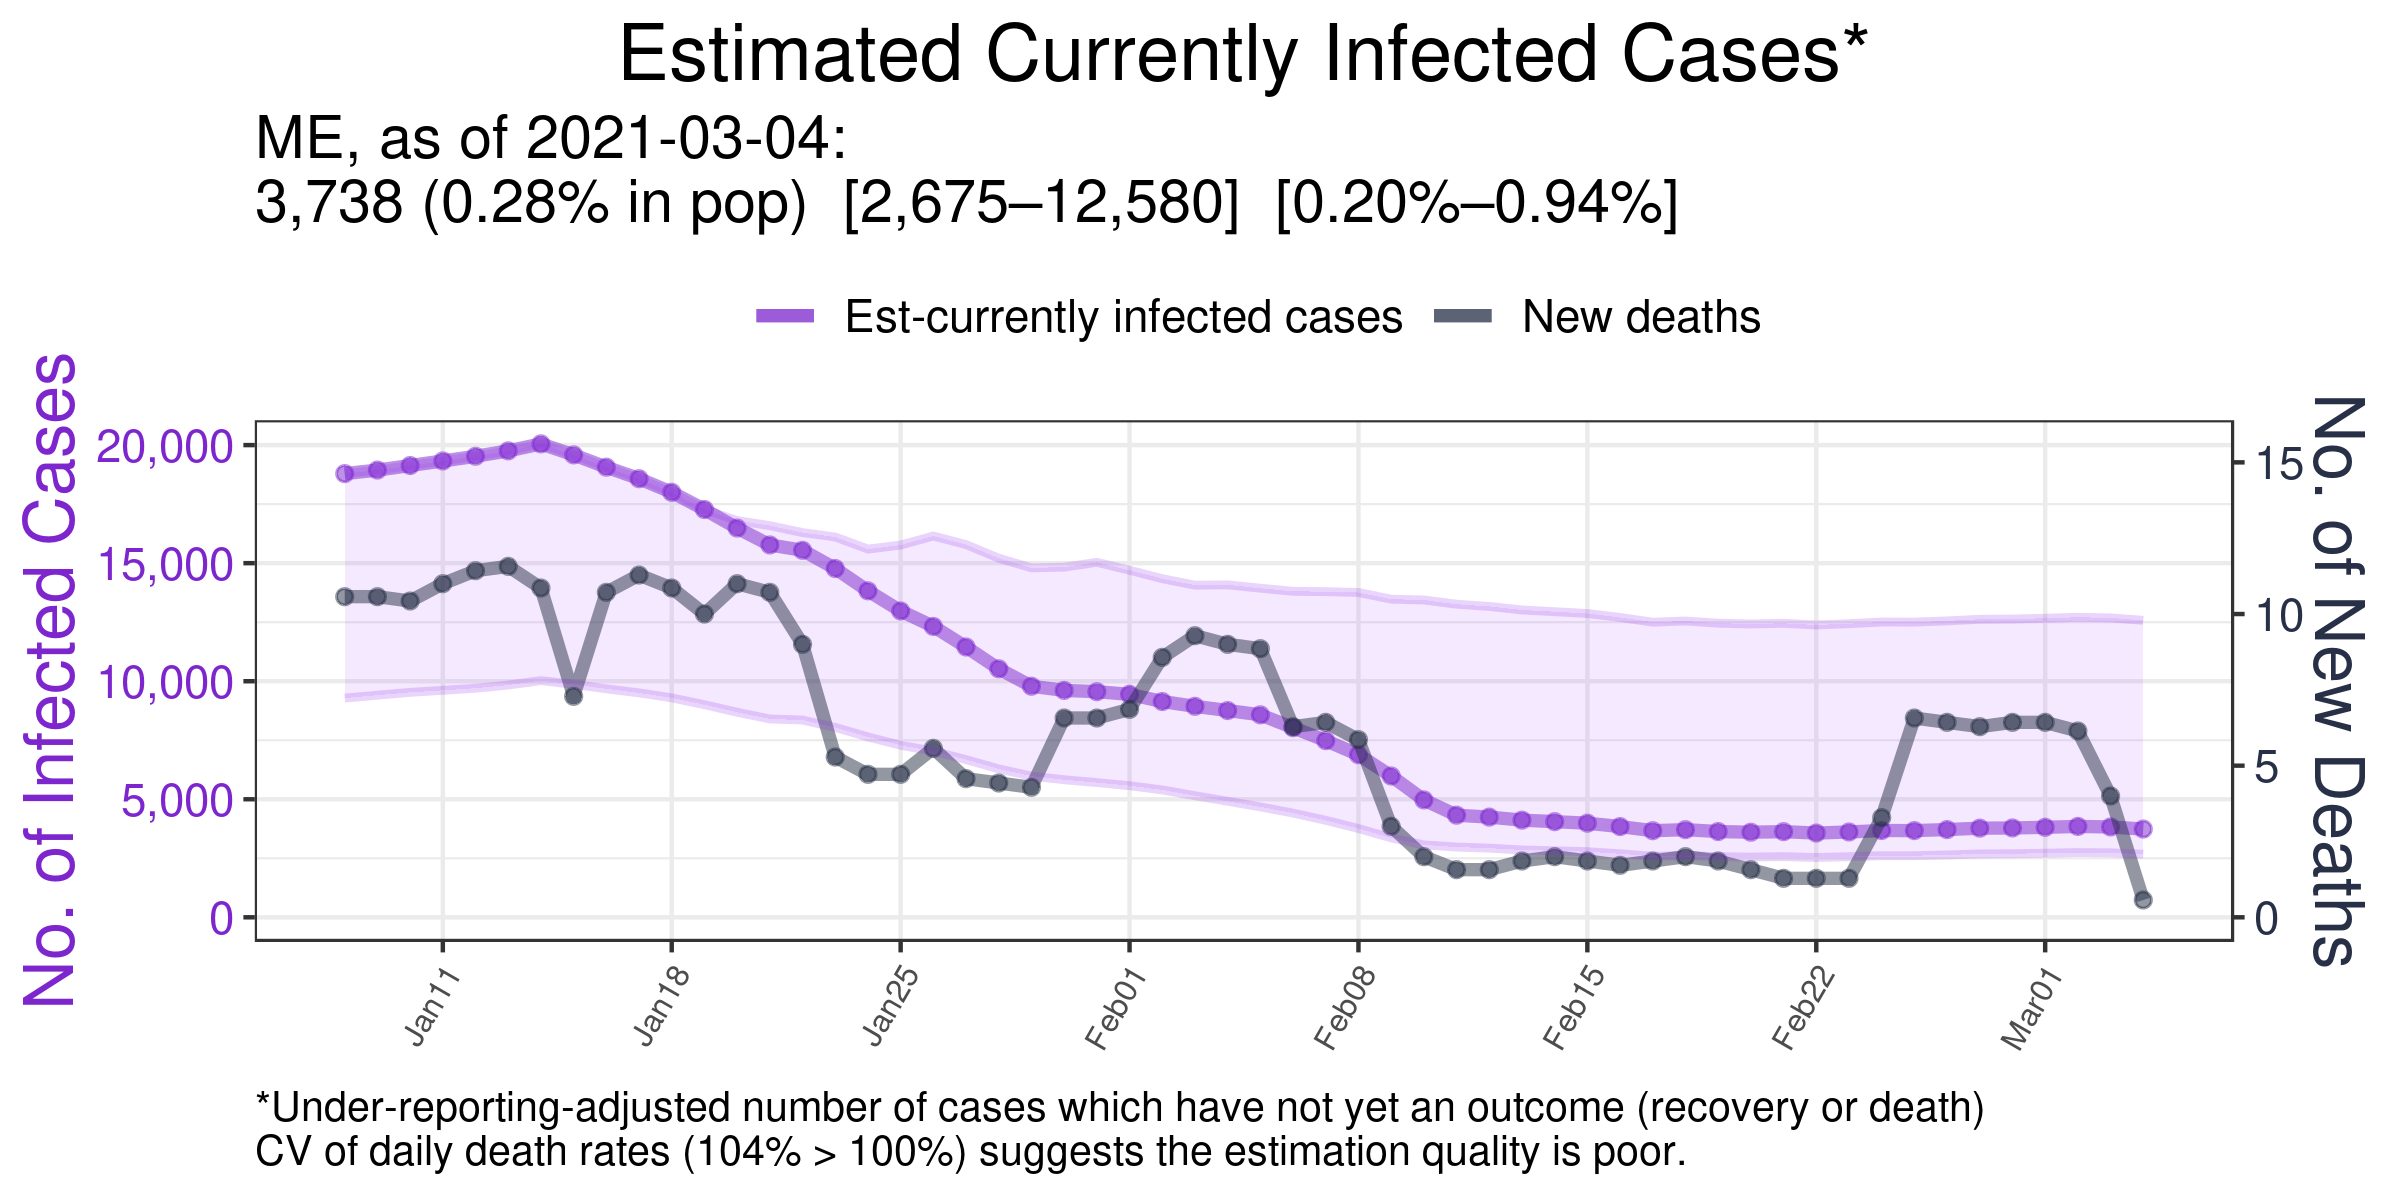 Estimated Currently Infected Cases*
ME, as of 2021-03-04:
3,738 (0.28% in pop)  [2,675–12,580]  [0.20%–0.94%]
Est-currently infected cases
New deaths
No. of Infected Cases
20,000
15,000
10,000
5,000
0
15
10
5
0
No. of New Deaths
Jan11
Jan18
Jan25
Feb01
Feb08
Feb15
Feb22
Mar01
*Under-reporting-adjusted number of cases which have not yet an outcome (recovery or death)
CV of daily death rates (104% > 100%) suggests the estimation quality is poor.